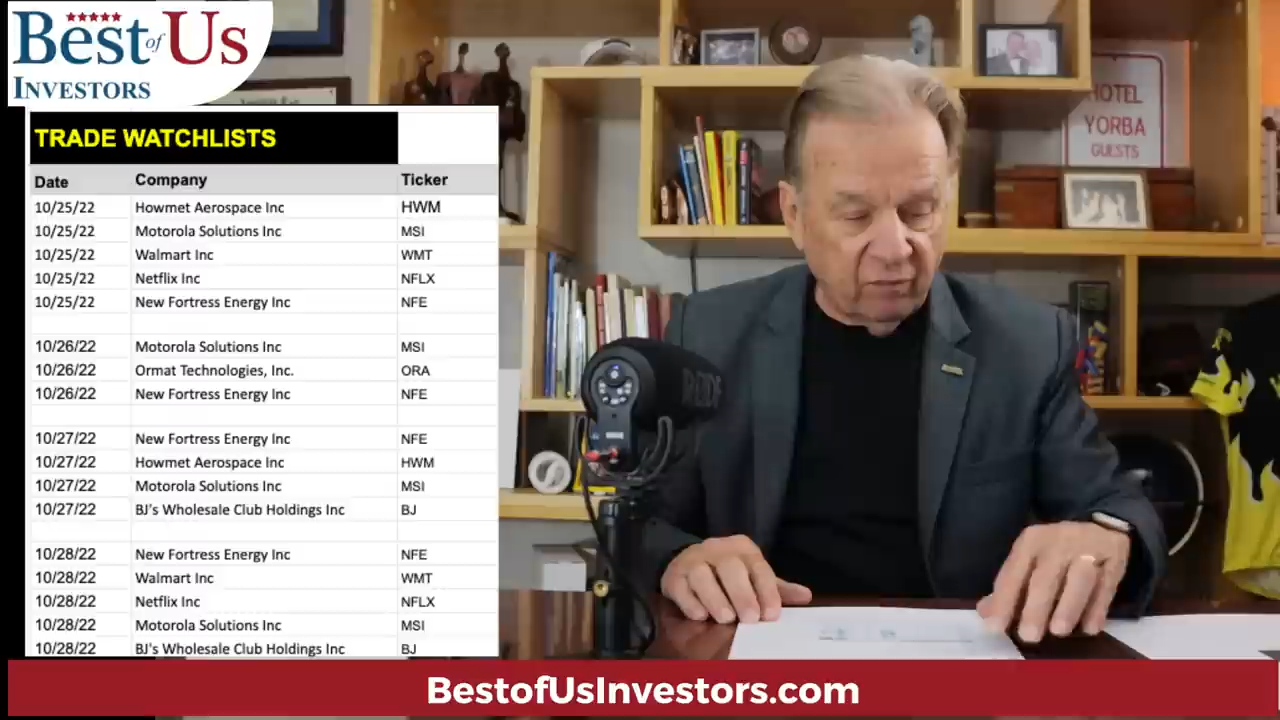 Best of Us
INVESTORS
TRADE WATCHLISTS
Date Company Ticker
10/25/22 Howmet Aerospace Inc HWM
10/25/22 Motorola Solutions Inc MSI
10/25/22 Walmart Inc WMT
10/25/22 Netflix Inc NFLX
10/25/22 New Fortress Energy Inc NFE
10/26/22 Motorola Solutions Inc MSI
10/26/22 Ormat Technologies, Inc. ORA
10/26/22 New Fortress Energy Inc NFE
10/27/22 New Fortress Energy Inc NFE
10/27/22 Howmet Aerospace Inc HWM
10/27/22 Motorola Solutions Inc MSI
10/27/22 BJ's Wholesale Club Holdings Inc BJ
10/28/22 New Fortress Energy Inc NFE
10/28/22 Walmart Inc WMT
10/28/22 Netflix Inc NFLX
10/28/22 Motorola Solutions Inc MSI
10/28/22 BJ's Wholesale Club Holdings Inc BJ
HOTEL
YORBA
GUESTS
RODE
BestofUsInvestors.com